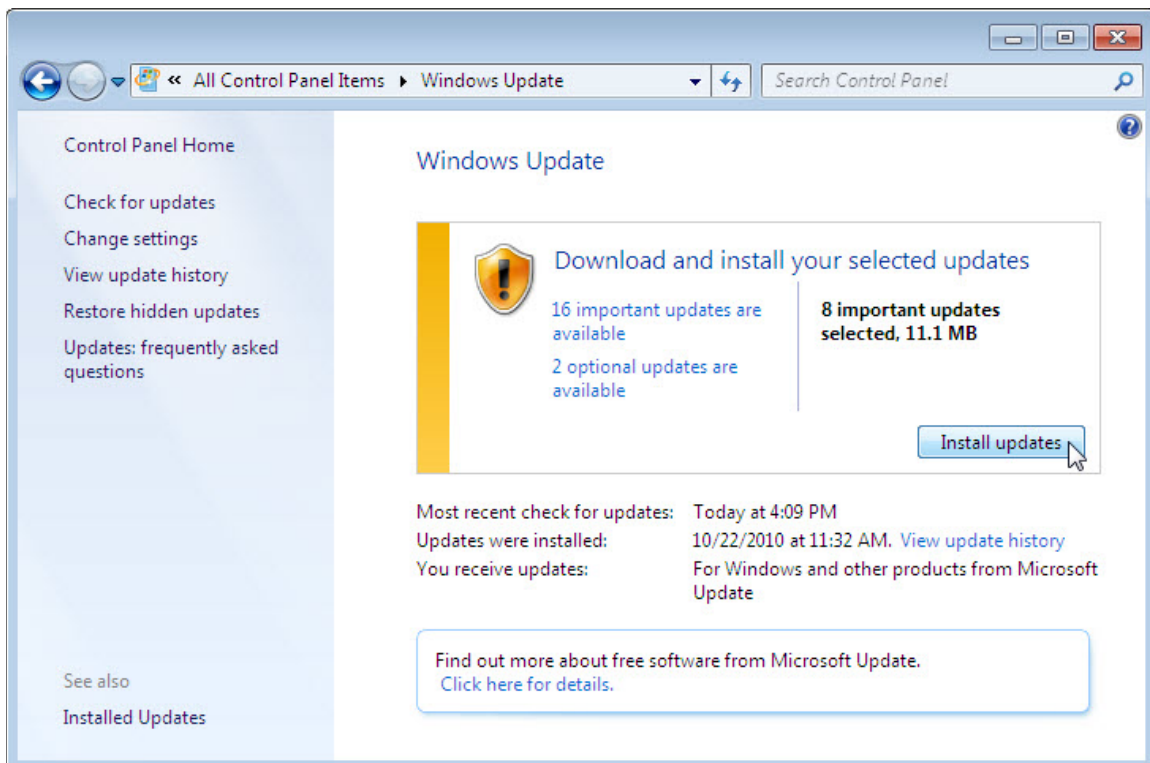 « All Control Panel Items ▸ Windows Update
Search Control Panel
Control Panel Home
Check for updates
Change settings
View update history
Restore hidden updates
Updates: frequently asked
questions
See also
Installed Updates
Windows Update
Download and install your selected updates
16 important updates are
available
2 optional updates are
available
8 important updates
selected, 11.1 MB
Install updates
Most recent check for updates: Today at 4:09 PM
Updates were installed: 10/22/2010 at 11:32 AM. View update history
You receive updates: For Windows and other products from Microsoft
Update
Find out more about free software from Microsoft Update.
Click here for details.